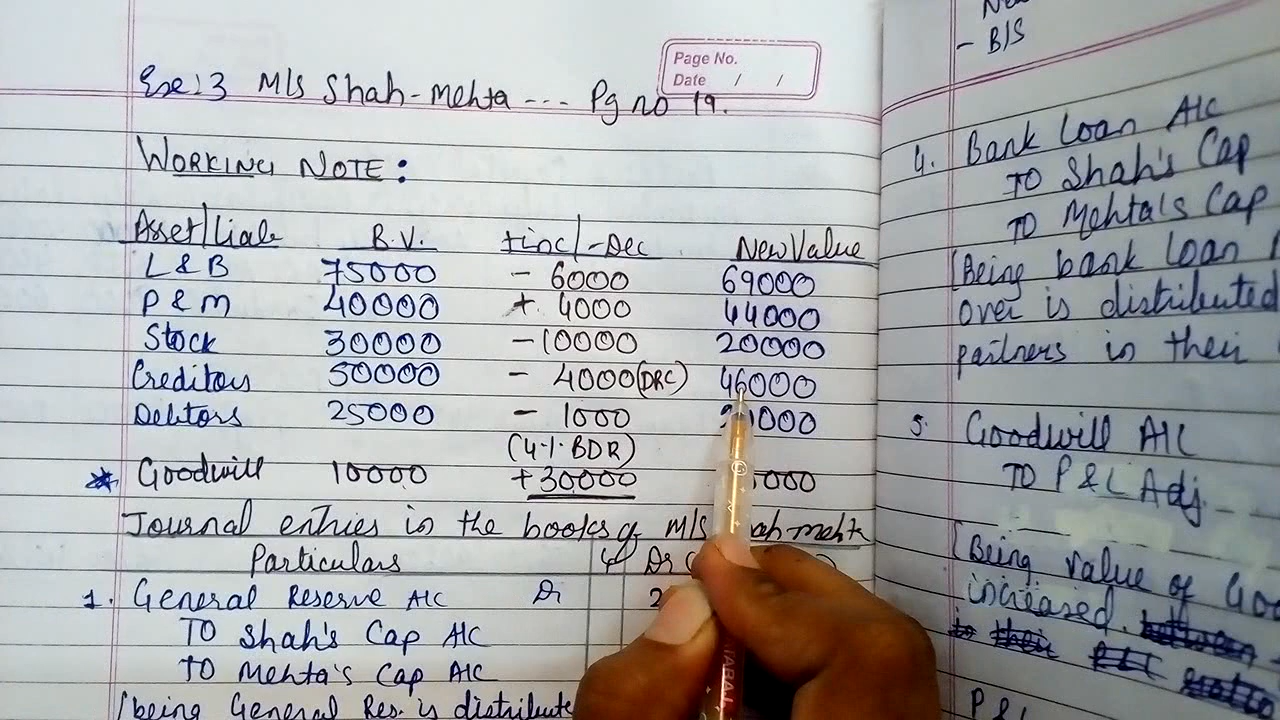 Page No.
Date / /
Exe: 3 M/s Shah-Mehta --- Pg no 19.
WORKING NOTE:
Asset/Liab B.V. +inc/-Dec New Value
L&B 75000 - 6000 69000
P&M 40000 + 4000 44000
Stock 30000 -10000 20000
Creditors 50000 - 4000(DRC) 46000
Debtors 25000 - 1000
(4% BDR)
* Goodwill 10000 +30000
Journal entries in the books of M/s
Particulars Dr
1. General Reserve A/C Dr 2
TO Shah's Cap A/C
TO Mehta's Cap A/C
(being General Res. is distribute
- B/S
4. Bank Loan A/C
TO Shah's Cap
TO Mehta's Cap
(Being bank loan
over is distributed
partners in their
5. Goodwill A/C
TO P&L Adj.
(Being value of Goo
increased.
P&L